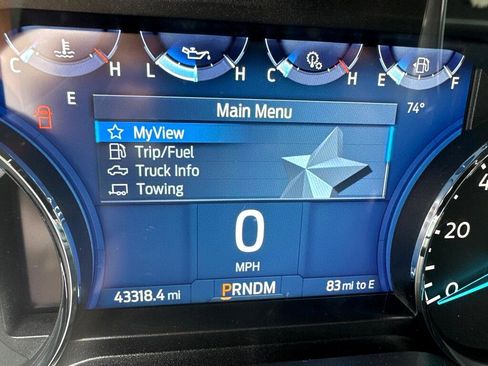 C H L H C H E F
E
Main Menu
74°
MyView
Trip/Fuel
Truck Info
Towing
0
MPH
43318.4 mi PRNDM 83 mi to E
20
0